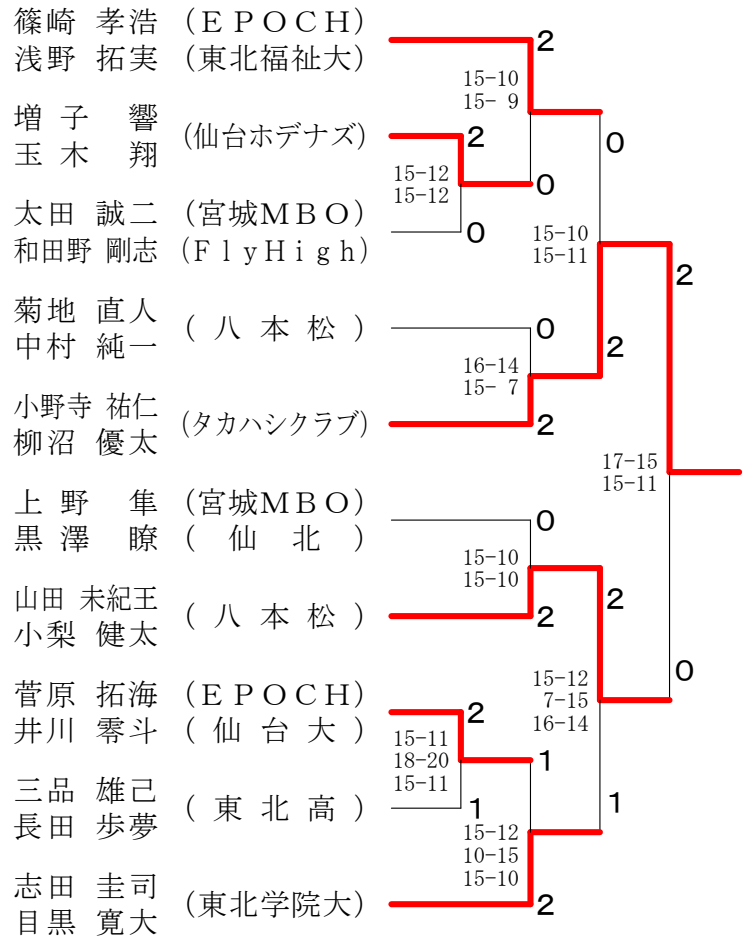 篠崎 孝浩 (ＥＰＯＣＨ)
浅野 拓実 (東北福祉大)
2
15-10
15- 9
増子 響
玉木 翔
(仙台ホデナズ)
2
0
15-12
15-12
0
太田 誠二 (宮城ＭＢＯ)
和田野 剛志 (ＦｌｙＨｉｇｈ)
0
15-10
15-11
2
菊地 直人
中村 純一
(八本松)
0
16-14
15- 7
2
小野寺 祐仁
柳沼 優太
(タカハシクラブ)
2
17-15
15-11
上野 隼 (宮城ＭＢＯ)
黒澤 瞭 (仙北)
0
15-10
15-10
2
山田 未紀王
小梨 健太
(八本松)
2
15-12
7-15
16-14
0
菅原 拓海 (ＥＰＯＣＨ)
井川 零斗 (仙台大)
2
15-11
18-20
15-11
1
三品 雄己
長田 歩夢
(東北高)
1
1
15-12
10-15
15-10
志田 圭司
目黒 寛大
(東北学院大)
2